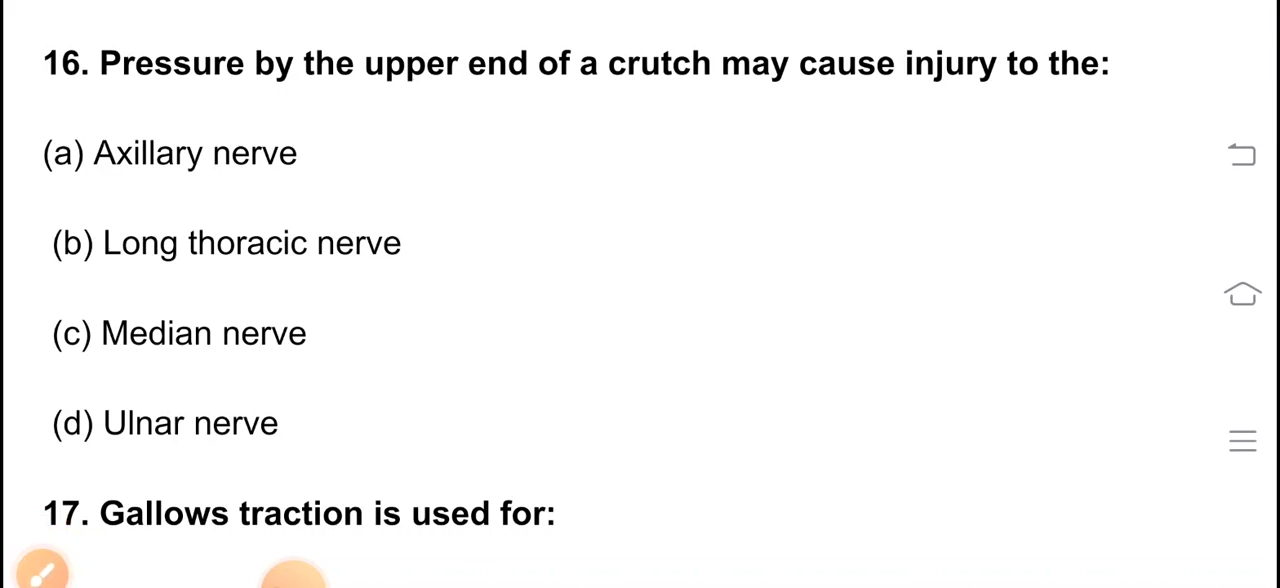 16. Pressure by the upper end of a crutch may cause injury to the:
(a) Axillary nerve
(b) Long thoracic nerve
(c) Median nerve
(d) Ulnar nerve
17. Gallows traction is used for: